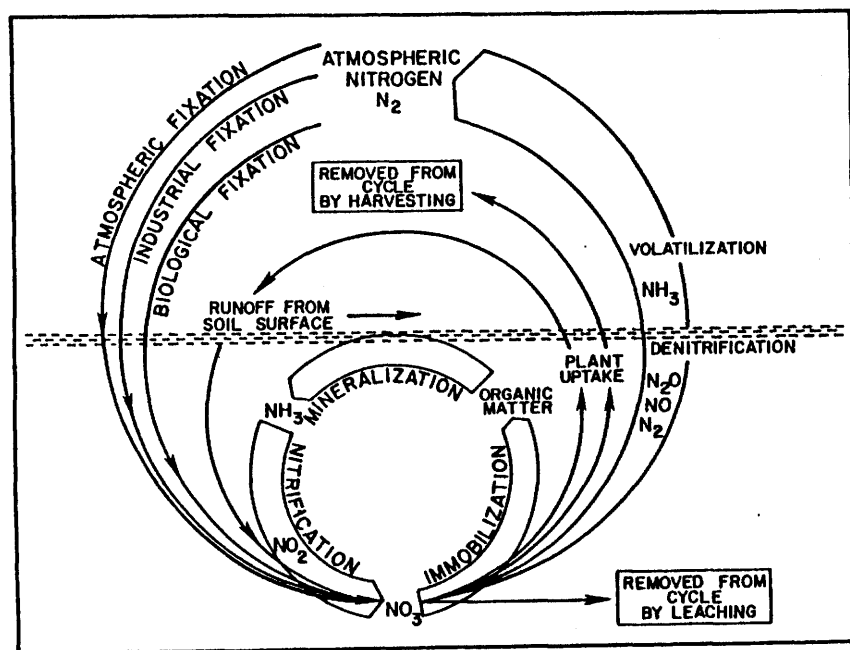 ATMOSPHERIC
NITROGEN
N2
ATMOSPHERIC FIXATION
INDUSTRIAL FIXATION
BIOLOGICAL FIXATION
REMOVED FROM
CYCLE
BY HARVESTING
VOLATILIZATION
NH3
RUNOFF FROM
SOIL SURFACE
DENITRIFICATION
N2O
NO
N2
PLANT
UPTAKE
MINERALIZATION
ORGANIC
MATTER
NH3
NITRIFICATION
NO2
IMMOBILIZATION
NO3
REMOVED FROM
CYCLE
BY LEACHING